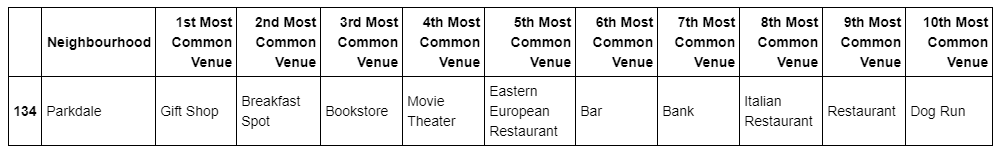 Neighbourhood 1st Most Common Venue 2nd Most Common Venue 3rd Most Common Venue 4th Most Common Venue 5th Most Common Venue 6th Most Common Venue 7th Most Common Venue 8th Most Common Venue 9th Most Common Venue 10th Most Common Venue
134 Parkdale Gift Shop Breakfast Spot Bookstore Movie Theater Eastern European Restaurant Bar Bank Italian Restaurant Restaurant Dog Run